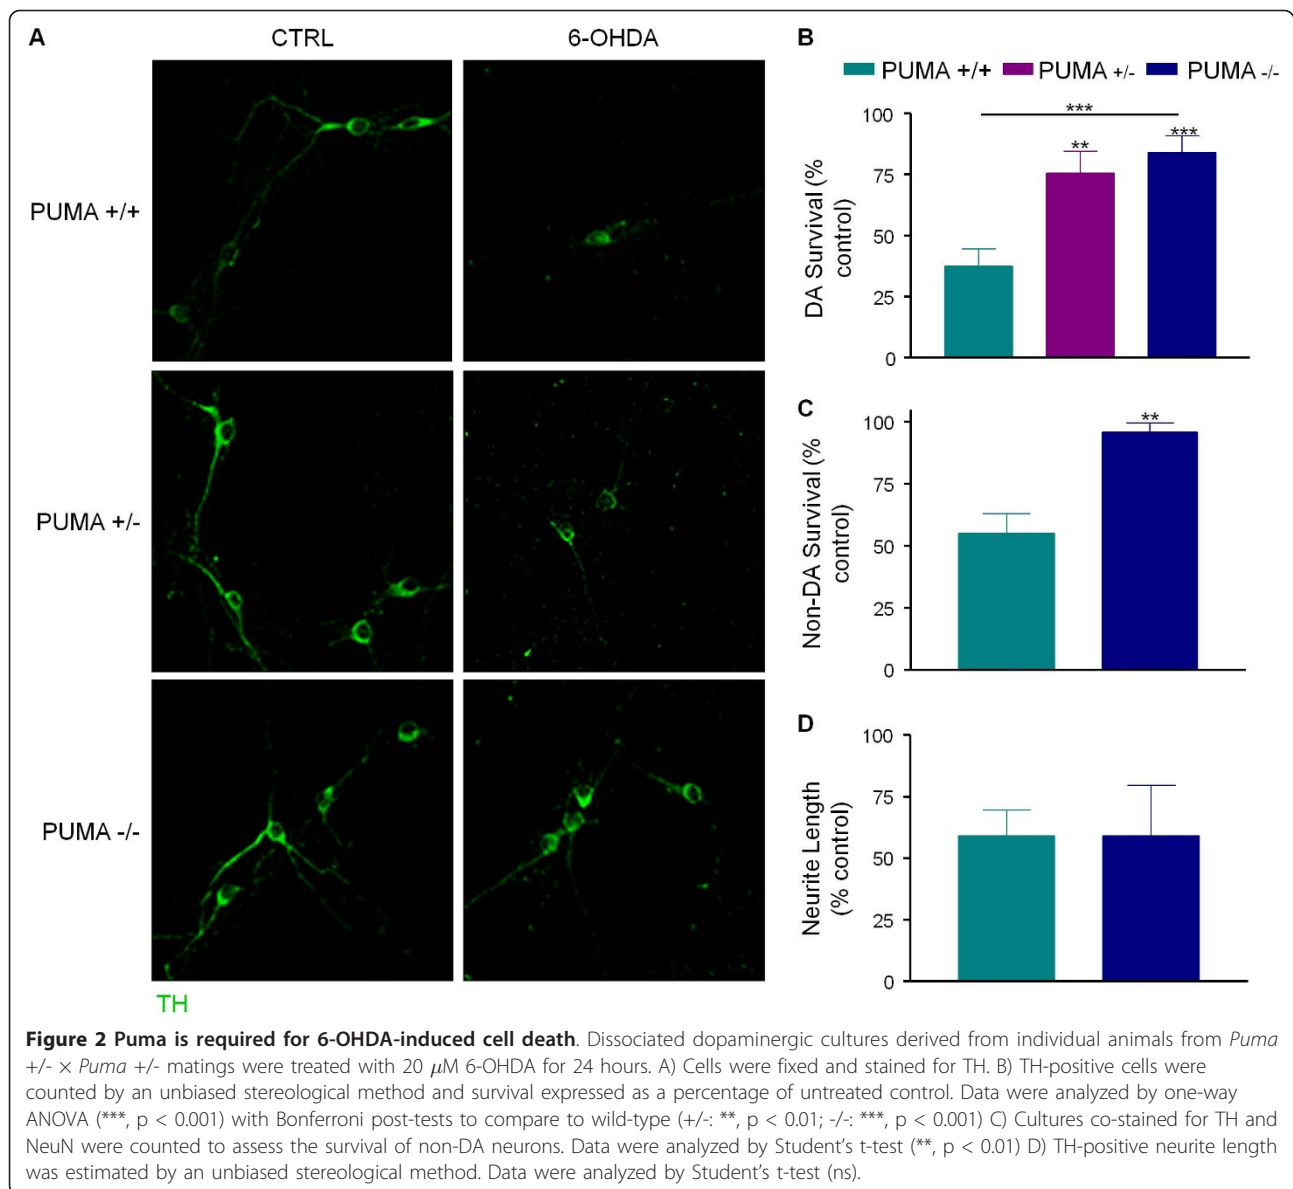 A
CTRL
6-OHDA
PUMA +/+
PUMA +/-
PUMA -/-
TH
B
PUMA +/+ PUMA +/- PUMA -/-
***
**
***
100
75
50
25
0
DA Survival (%
control)
C
**
100
75
50
25
0
Non-DA Survival (%
control)
D
100
75
50
25
0
Neurite Length
(% control)
Figure 2 Puma is required for 6-OHDA-induced cell death. Dissociated dopaminergic cultures derived from individual animals from Puma
+/- × Puma +/- matings were treated with 20 μM 6-OHDA for 24 hours. A) Cells were fixed and stained for TH. B) TH-positive cells were
counted by an unbiased stereological method and survival expressed as a percentage of untreated control. Data were analyzed by one-way
ANOVA (***, p < 0.001) with Bonferroni post-tests to compare to wild-type (+/-: **, p < 0.01; -/-: ***, p < 0.001) C) Cultures co-stained for TH and
NeuN were counted to assess the survival of non-DA neurons. Data were analyzed by Student's t-test (**, p < 0.01) D) TH-positive neurite length
was estimated by an unbiased stereological method. Data were analyzed by Student's t-test (ns).